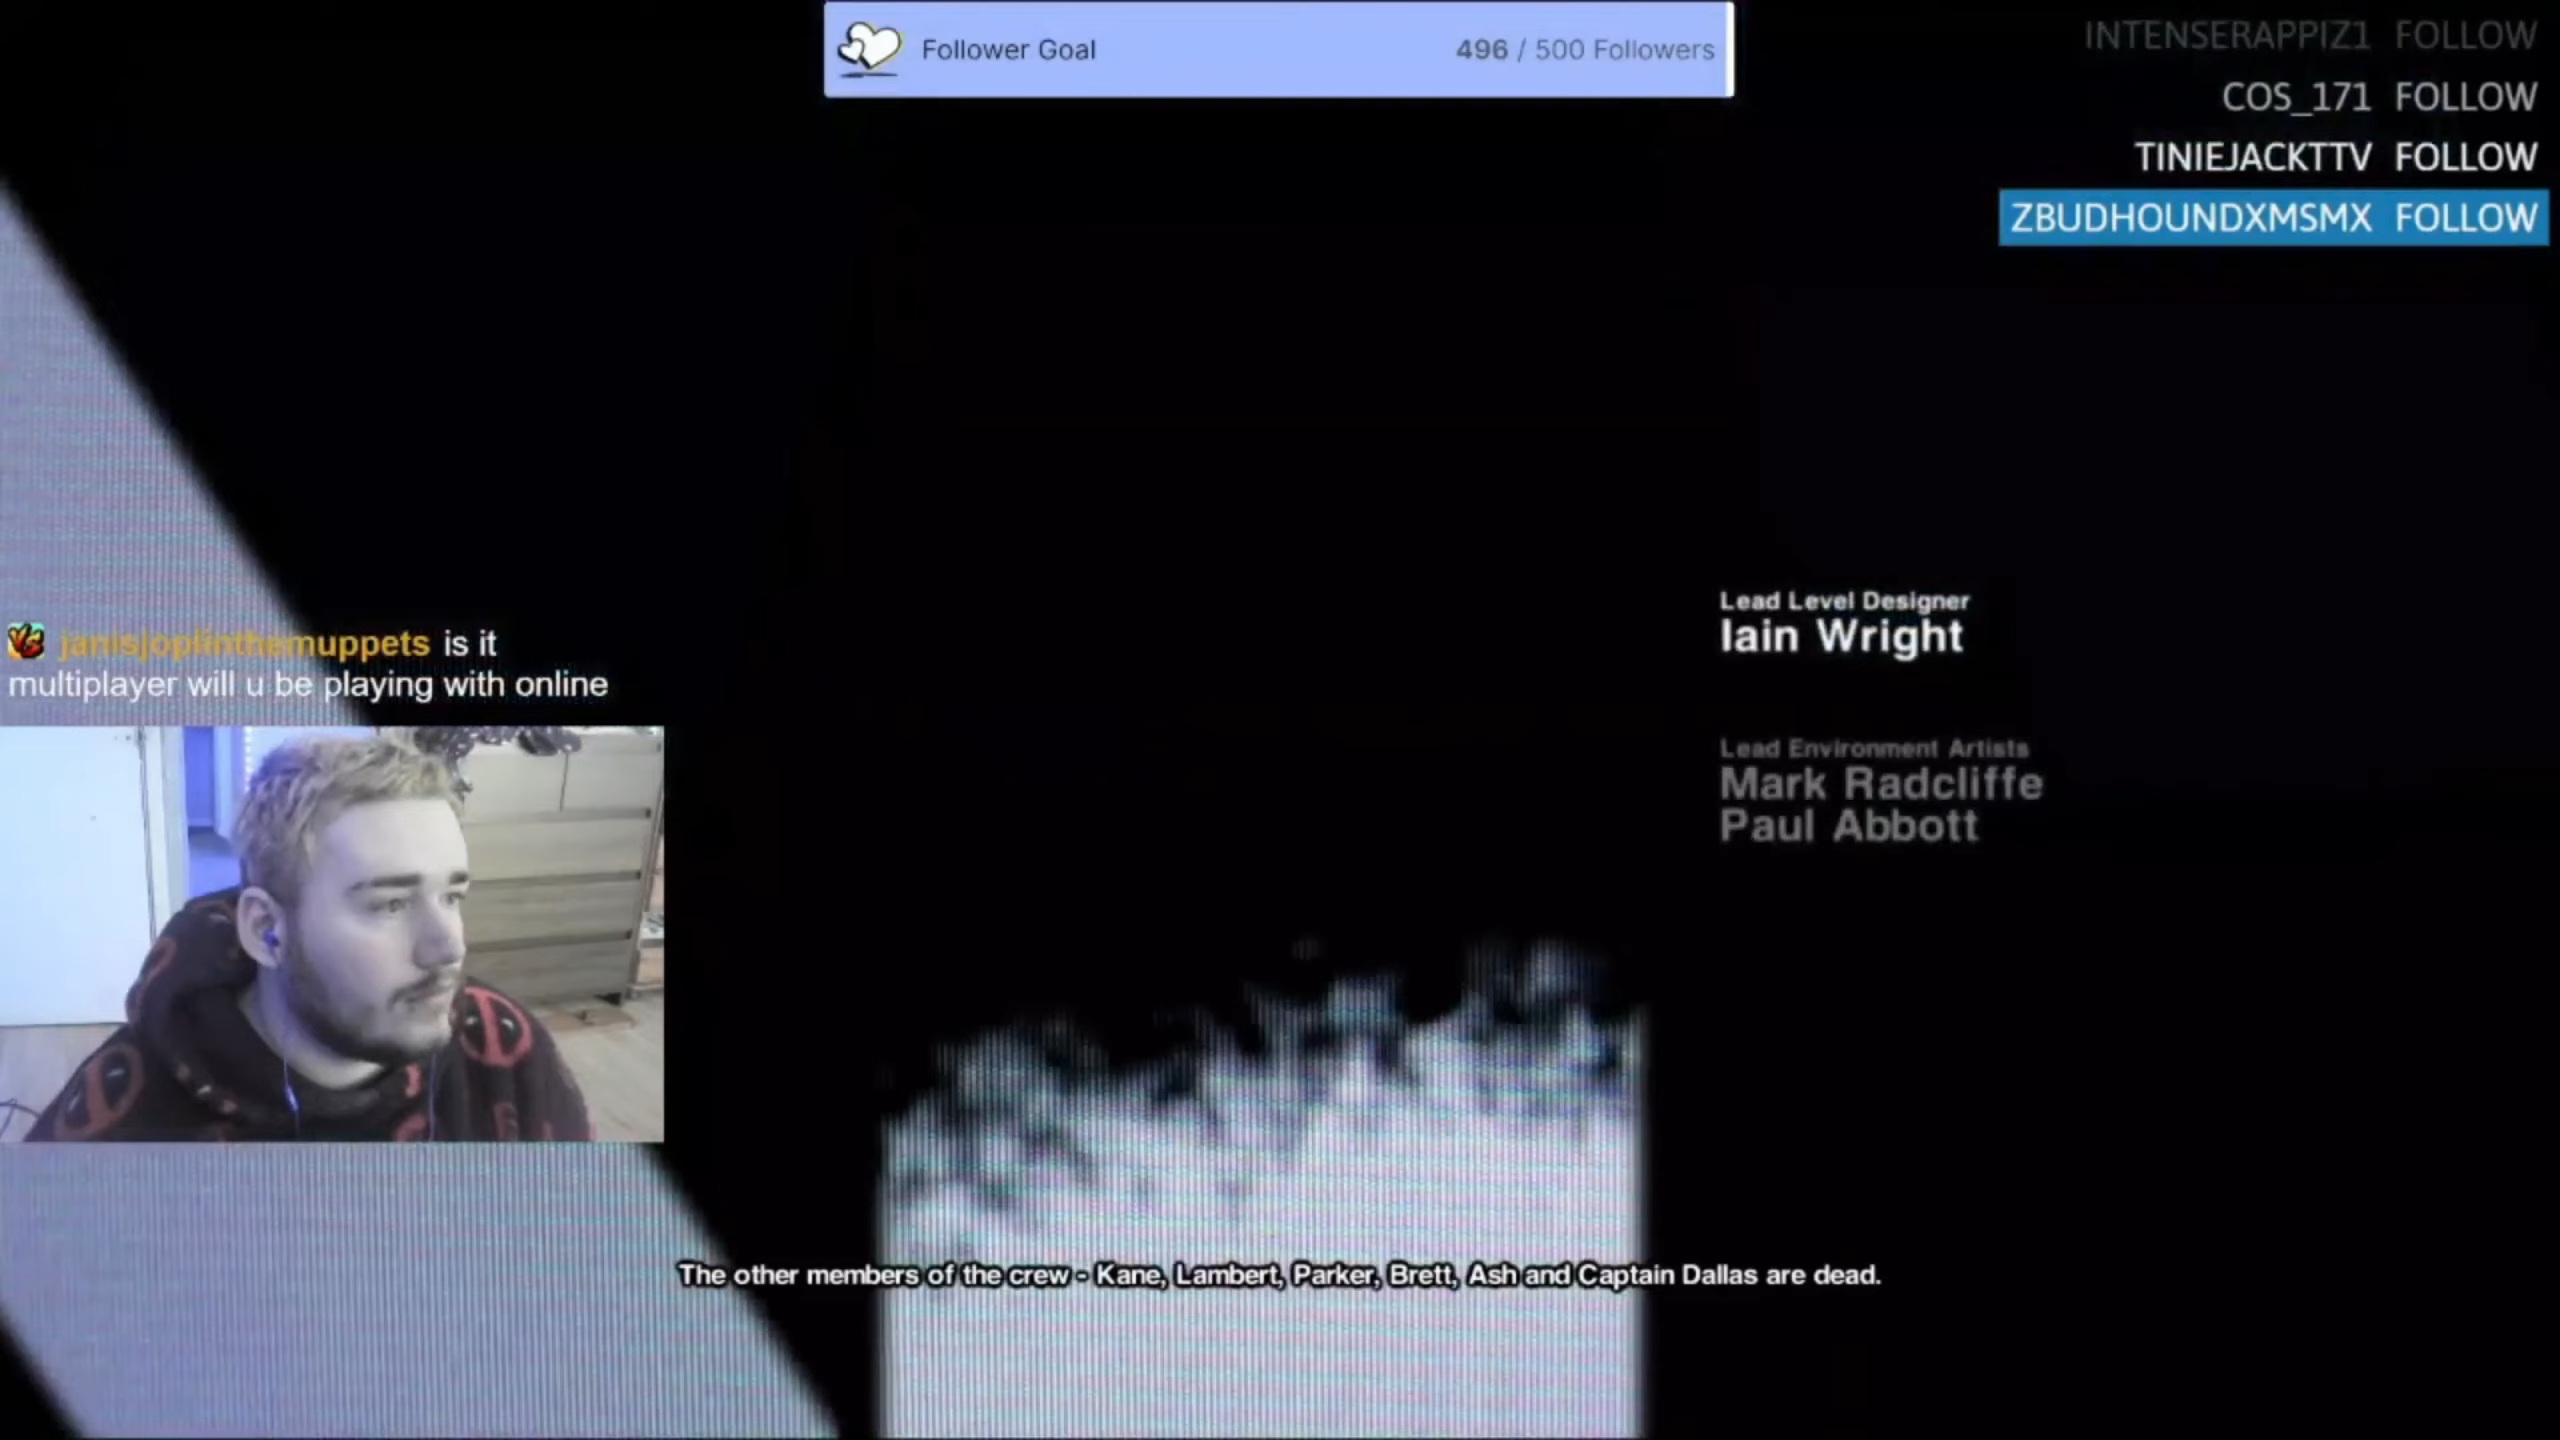 Follower Goal 496 / 500 Followers
INTENSERAPPIZ1 FOLLOW
COS_171 FOLLOW
TINIEJACKTTV FOLLOW
ZBUDHOUNDXMSMX FOLLOW
Lead Level Designer
Iain Wright
janisjoplinthemuppets is it
multiplayer will u be playing with online
Lead Environment Artists
Mark Radcliffe
Paul Abbott
The other members of the crew - Kane, Lambert, Parker, Brett, Ash and Captain Dallas are dead.